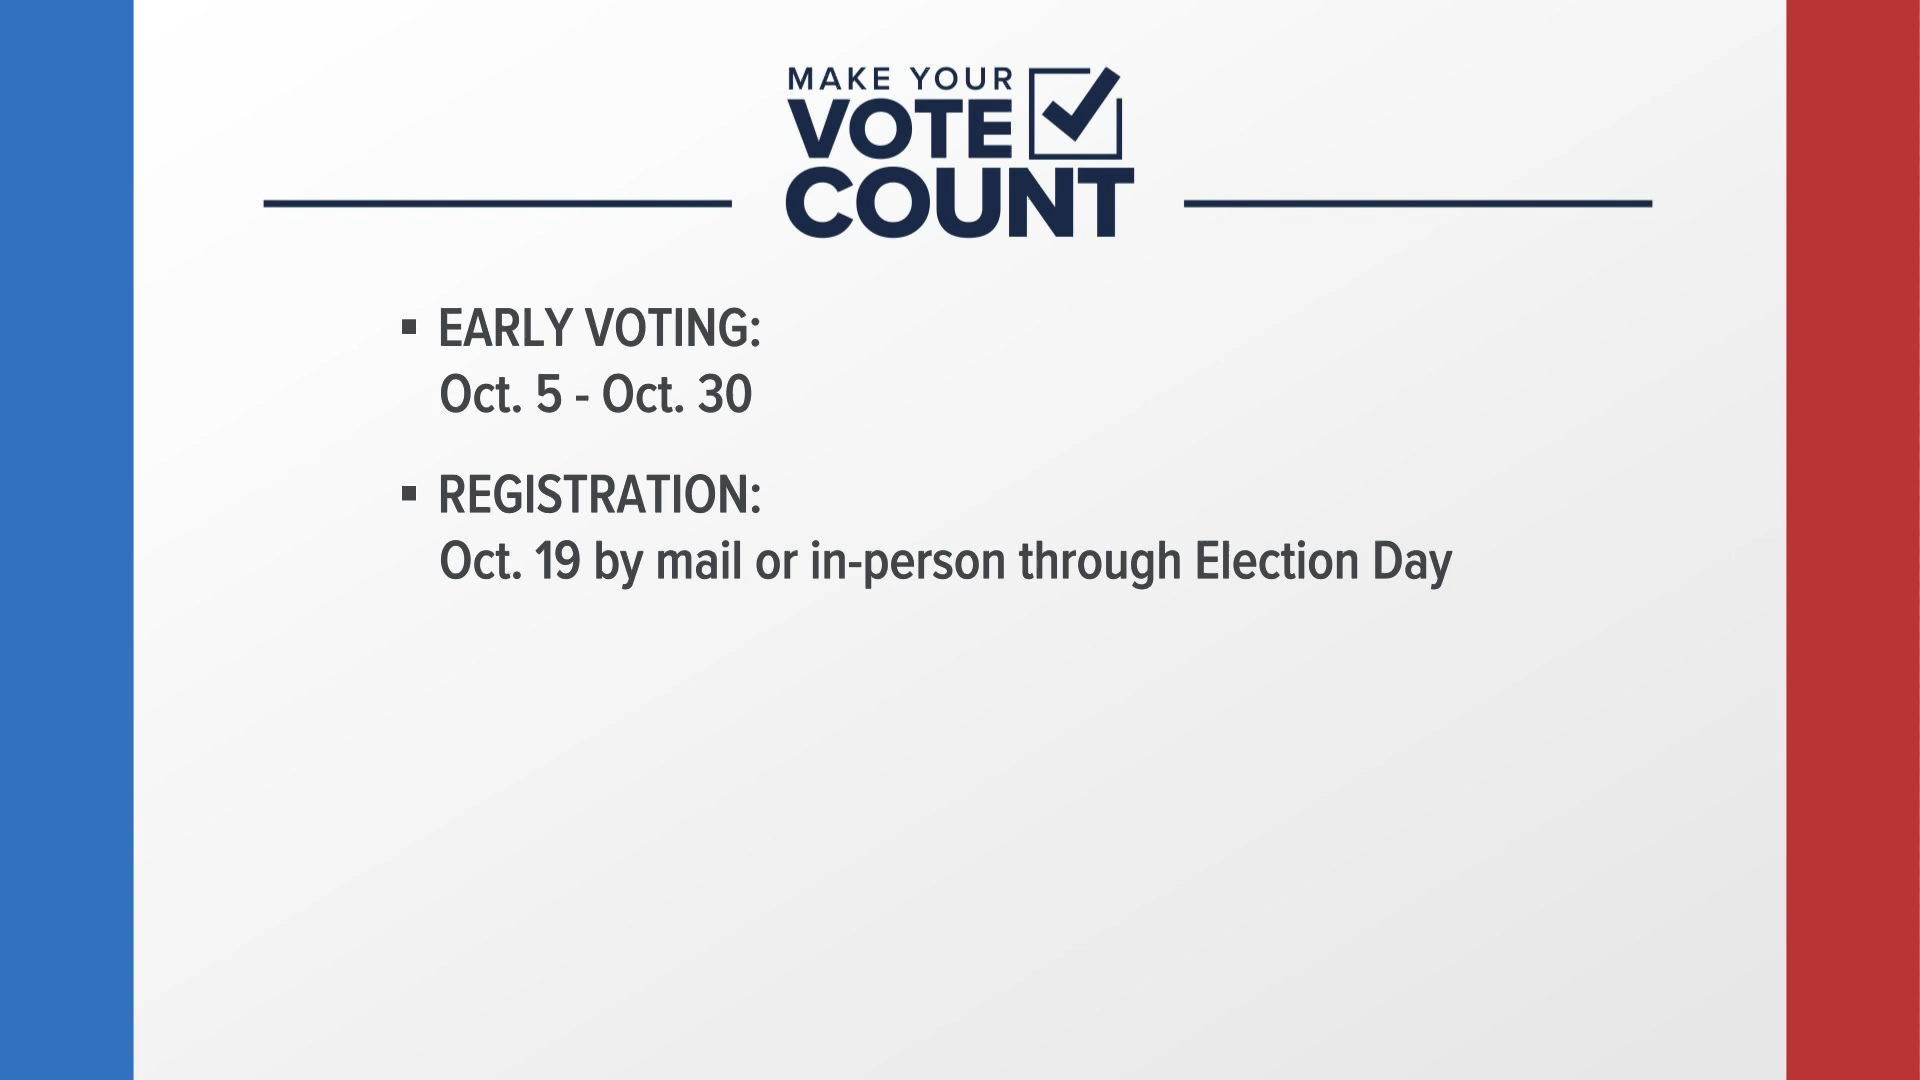 MAKE YOUR
VOTE
COUNT
▪ EARLY VOTING:
Oct. 5 - Oct. 30
▪ REGISTRATION:
Oct. 19 by mail or in-person through Election Day